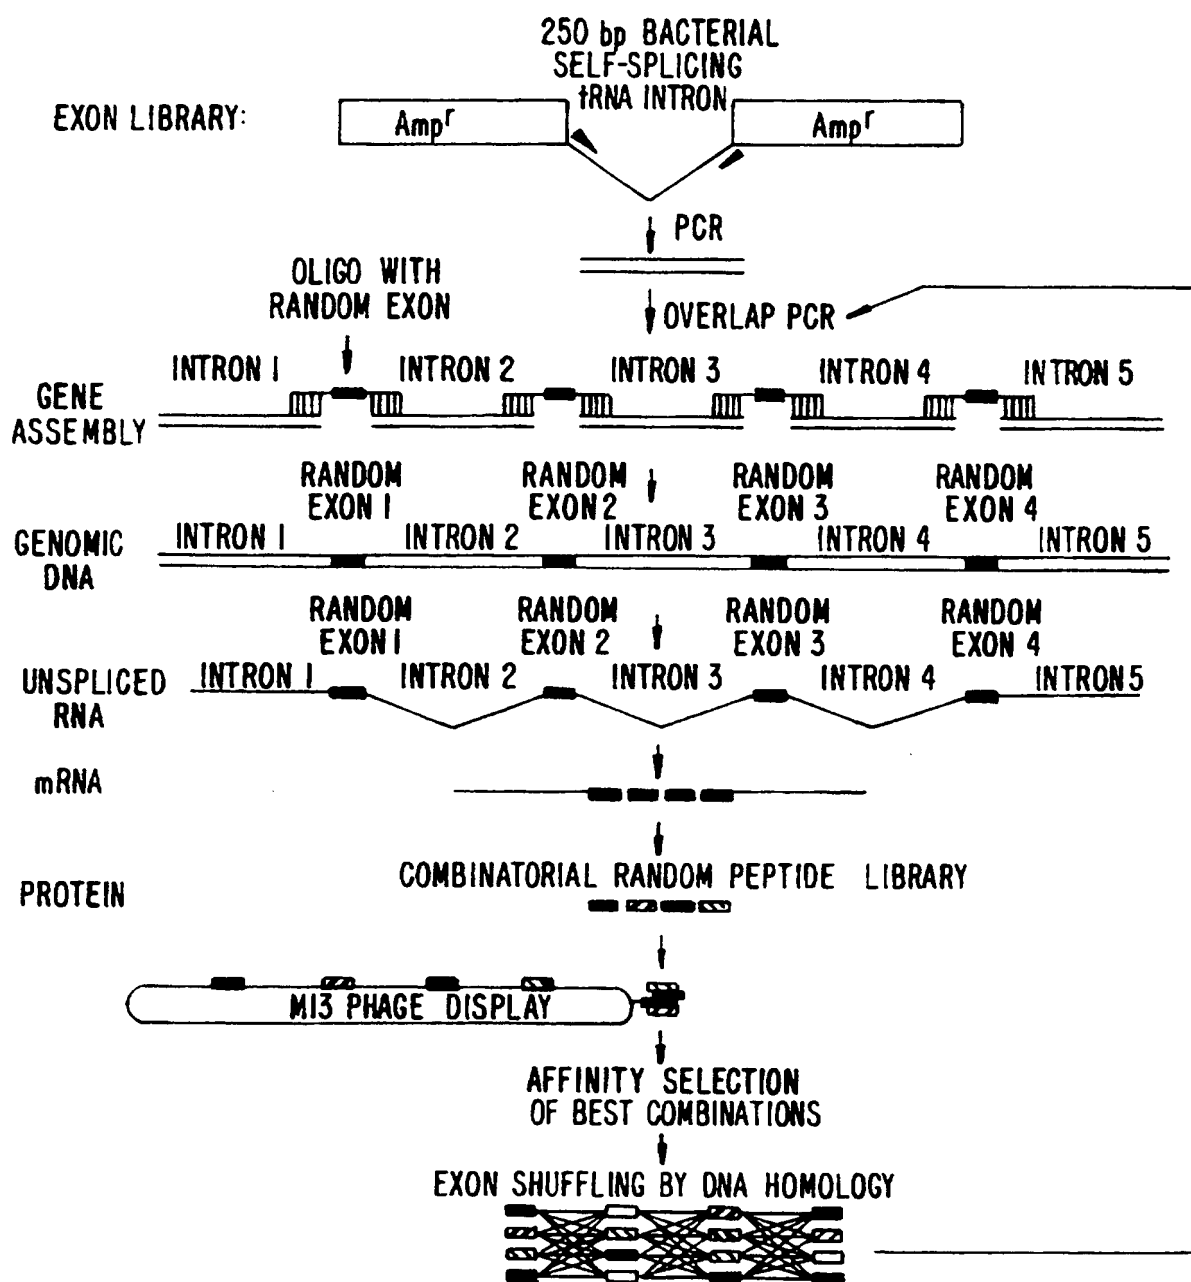 250 bp BACTERIAL
SELF-SPLICING
tRNA INTRON
EXON LIBRARY:
Ampr
Ampr
PCR
OLIGO WITH
RANDOM EXON
OVERLAP PCR
INTRON 1
INTRON 2
INTRON 3
INTRON 4
INTRON 5
GENE
ASSEMBLY
RANDOM
EXON 1
RANDOM
EXON 2
RANDOM
EXON 3
RANDOM
EXON 4
GENOMIC
DNA
INTRON 1
INTRON 2
INTRON 3
INTRON 4
INTRON 5
RANDOM
EXON 1
RANDOM
EXON 2
RANDOM
EXON 3
RANDOM
EXON 4
UNSPLICED
RNA
INTRON 1
INTRON 2
INTRON 3
INTRON 4
INTRON 5
mRNA
PROTEIN
COMBINATORIAL RANDOM PEPTIDE LIBRARY
M13 PHAGE DISPLAY
AFFINITY SELECTION
OF BEST COMBINATIONS
EXON SHUFFLING BY DNA HOMOLOGY